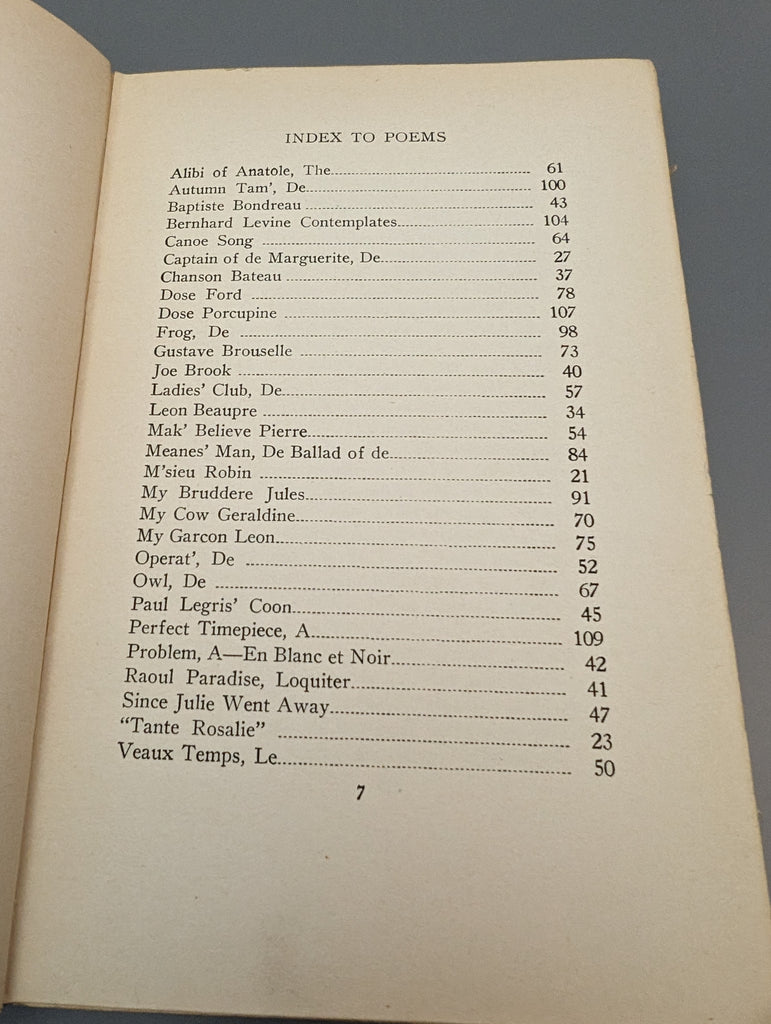 INDEX TO POEMS
Alibi of Anatole, The 61
Autumn Tam', De 100
Baptiste Bondreau 43
Bernhard Levine Contemplates 104
Canoe Song 64
Captain of de Marguerite, De 27
Chanson Bateau 37
Dose Ford 78
Dose Porcupine 107
Frog, De 98
Gustave Brouselle 73
Joe Brook 40
Ladies' Club, De 57
Leon Beaupre 34
Mak' Believe Pierre 54
Meanes' Man, De Ballad of de 84
M'sieu Robin 21
My Bruddere Jules 91
My Cow Geraldine 70
My Garcon Leon 75
Operat', De 52
Owl, De 67
Paul Legris' Coon 45
Perfect Timepiece, A 109
Problem, A—En Blanc et Noir 42
Raoul Paradise, Loquiter 41
Since Julie Went Away 47
"Tante Rosalie" 23
Veaux Temps, Le 50
7